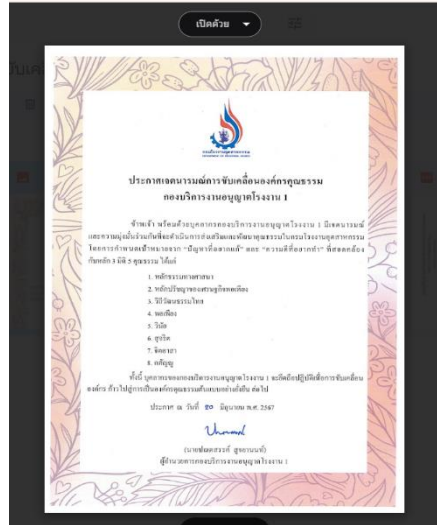 เปิดด้วย
กรมโรงงานอุตสาหกรรม
ประกาศเจตนารมณ์การขับเคลื่อนองค์กรคุณธรรม
กองบริหารงานอนุญาตโรงงาน 1
ข้าพเจ้า พร้อมด้วยบุคลากรกองบริหารงานอนุญาตโรงงาน 1 มีเจตนารมณ์
และความมุ่งมั่นร่วมกันที่จะดำเนินการส่งเสริมและพัฒนาคุณธรรมในกรมโรงงานอุตสาหกรรม
โดยการกำหนดเป้าหมายจาก “ปัญหาที่อยากแก้” และ “ความดีที่อยากทำ” ที่สอดคล้อง
กับหลัก 3 มิติ 5 คุณธรรม ได้แก่
1. หลักธรรมทางศาสนา
2. หลักปรัชญาของเศรษฐกิจพอเพียง
3. วิถีวัฒนธรรมไทย
4. พอเพียง
5. วินัย
6. สุจริต
7. จิตอาสา
8. กตัญญู
ทั้งนี้ บุคลากรของกองบริหารงานอนุญาตโรงงาน 1 จะยึดถือปฏิบัติเพื่อการขับเคลื่อน
องค์กร ก้าวไปสู่การเป็นองค์กรคุณธรรมต้นแบบอย่างยั่งยืน ต่อไป
ประกาศ ณ วันที่ ๒๐ มิถุนายน พ.ศ. 2567
ผู้อำนวยการกองบริหารงานอนุญาตโรงงาน 1